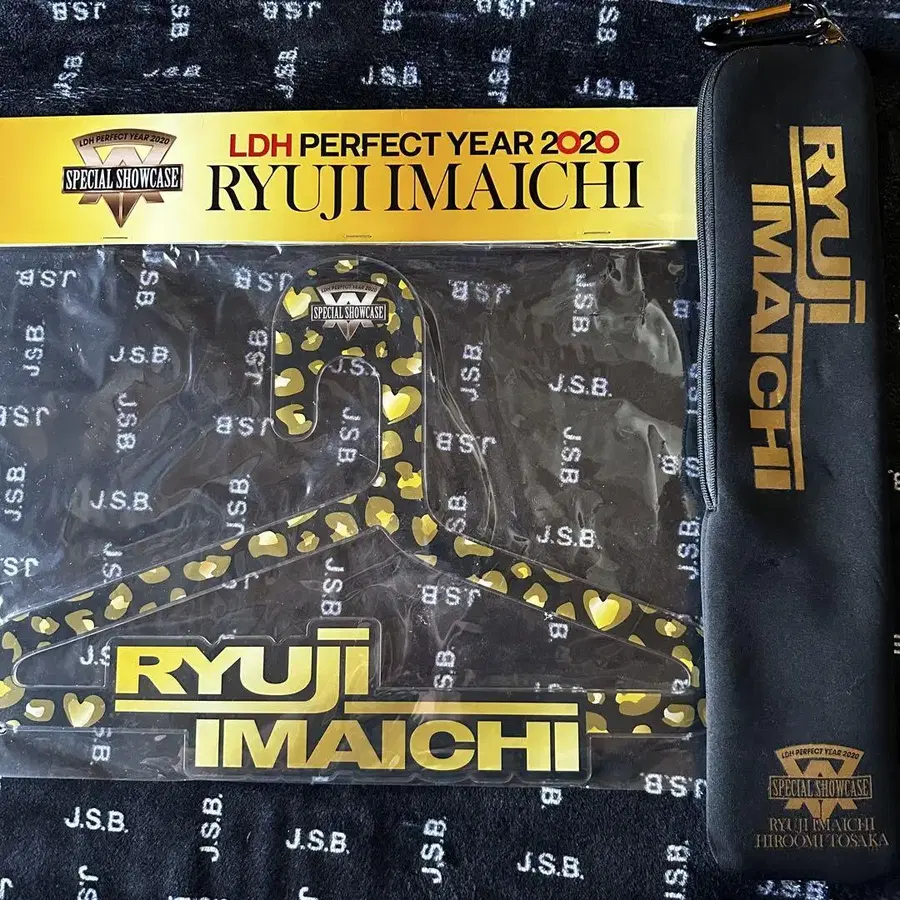 LDH PERFECT YEAR 2020
SPECIAL SHOWCASE
LDH PERFECT YEAR 2020
RYUJI IMAICHI
LDH PERFECT YEAR 2020
SPECIAL SHOWCASE
RYUJI
IMAICHI
RYUJI
IMAICHI
LDH PERFECT YEAR 2020
SPECIAL SHOWCASE
RYUJI IMAICHI
HIROOMI TOSAKA
J.S.B.
J.S.B.
J.S.B.
J.S.B.
J.S.B.
J.S.B.
J.S.B.
J.S.B.
J.S.B.
J.S.B.